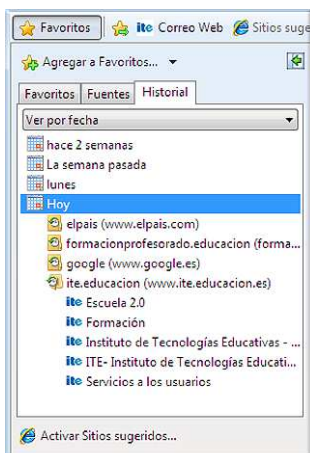 Favoritos ite Correo Web Sitios suge
Agregar a Favoritos...
Favoritos Fuentes Historial
Ver por fecha
hace 2 semanas
La semana pasada
lunes
Hoy
elpais (www.elpais.com)
formacionprofesorado.educacion (forma...
google (www.google.es)
ite.educacion (www.ite.educacion.es)
ite Escuela 2.0
ite Formación
ite Instituto de Tecnologías Educativas - ...
ite ITE- Instituto de Tecnologías Educati...
ite Servicios a los usuarios
Activar Sitios sugeridos...